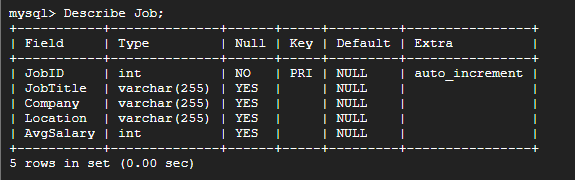 mysql> Describe Job;
+-----------+--------------+------+-----+---------+----------------+
| Field     | Type         | Null | Key | Default | Extra          |
+-----------+--------------+------+-----+---------+----------------+
| JobID     | int          | NO   | PRI | NULL    | auto_increment |
| JobTitle  | varchar(255) | YES  |     | NULL    |                |
| Company   | varchar(255) | YES  |     | NULL    |                |
| Location  | varchar(255) | YES  |     | NULL    |                |
| AvgSalary | int          | YES  |     | NULL    |                |
+-----------+--------------+------+-----+---------+----------------+
5 rows in set (0.00 sec)